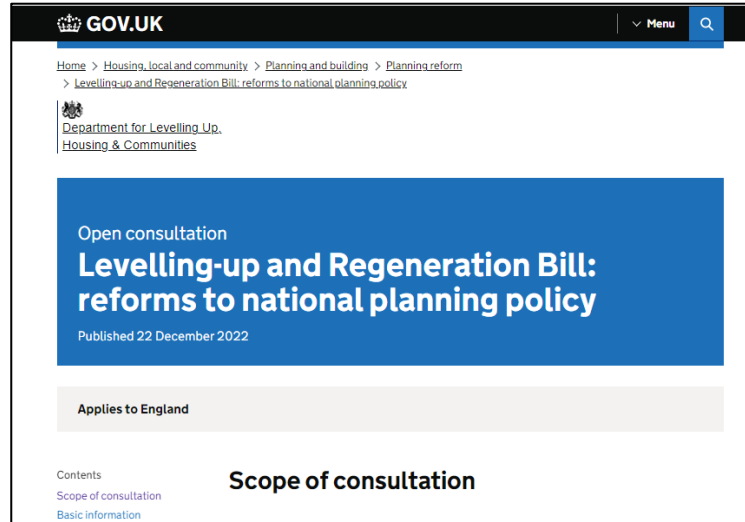 GOV.UK
Menu
Home > Housing, local and community > Planning and building > Planning reform
> Levelling-up and Regeneration Bill: reforms to national planning policy
Department for Levelling Up,
Housing & Communities
Open consultation
Levelling-up and Regeneration Bill:
reforms to national planning policy
Published 22 December 2022
Applies to England
Contents
Scope of consultation
Scope of consultation
Basic information